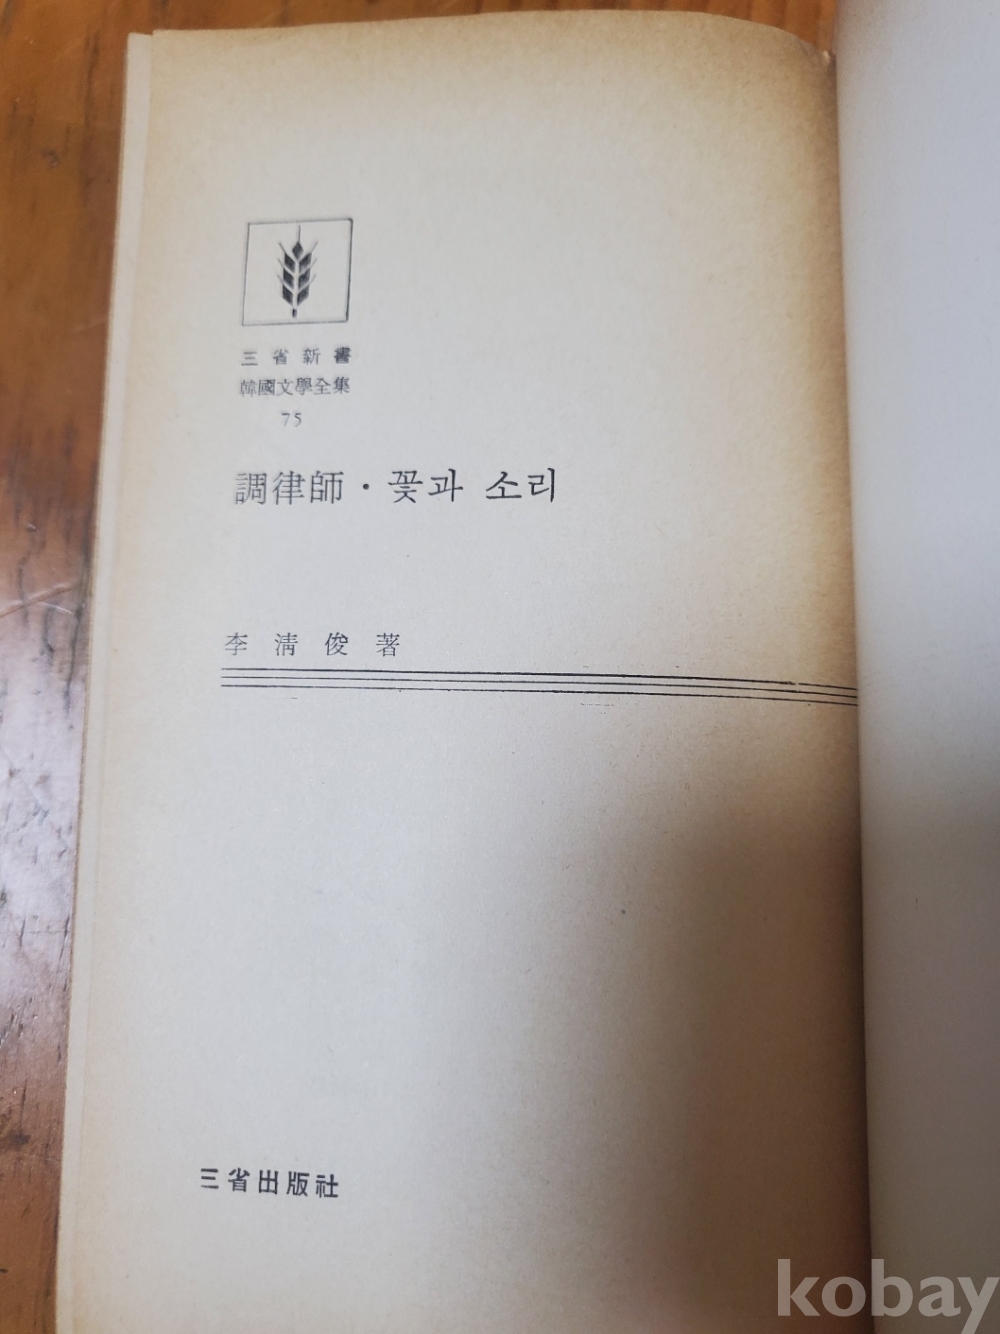 三省新書
韓國文學全集
75
調律師·꽃과 소리
李淸俊著
三省出版社
kobay